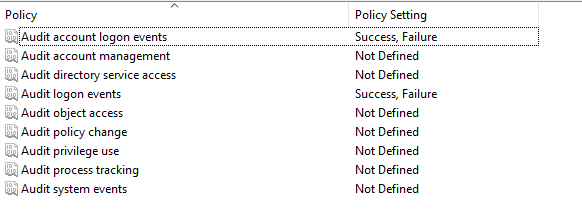 Policy Policy Setting
Audit account logon events Success, Failure
Audit account management Not Defined
Audit directory service access Not Defined
Audit logon events Success, Failure
Audit object access Not Defined
Audit policy change Not Defined
Audit privilege use Not Defined
Audit process tracking Not Defined
Audit system events Not Defined